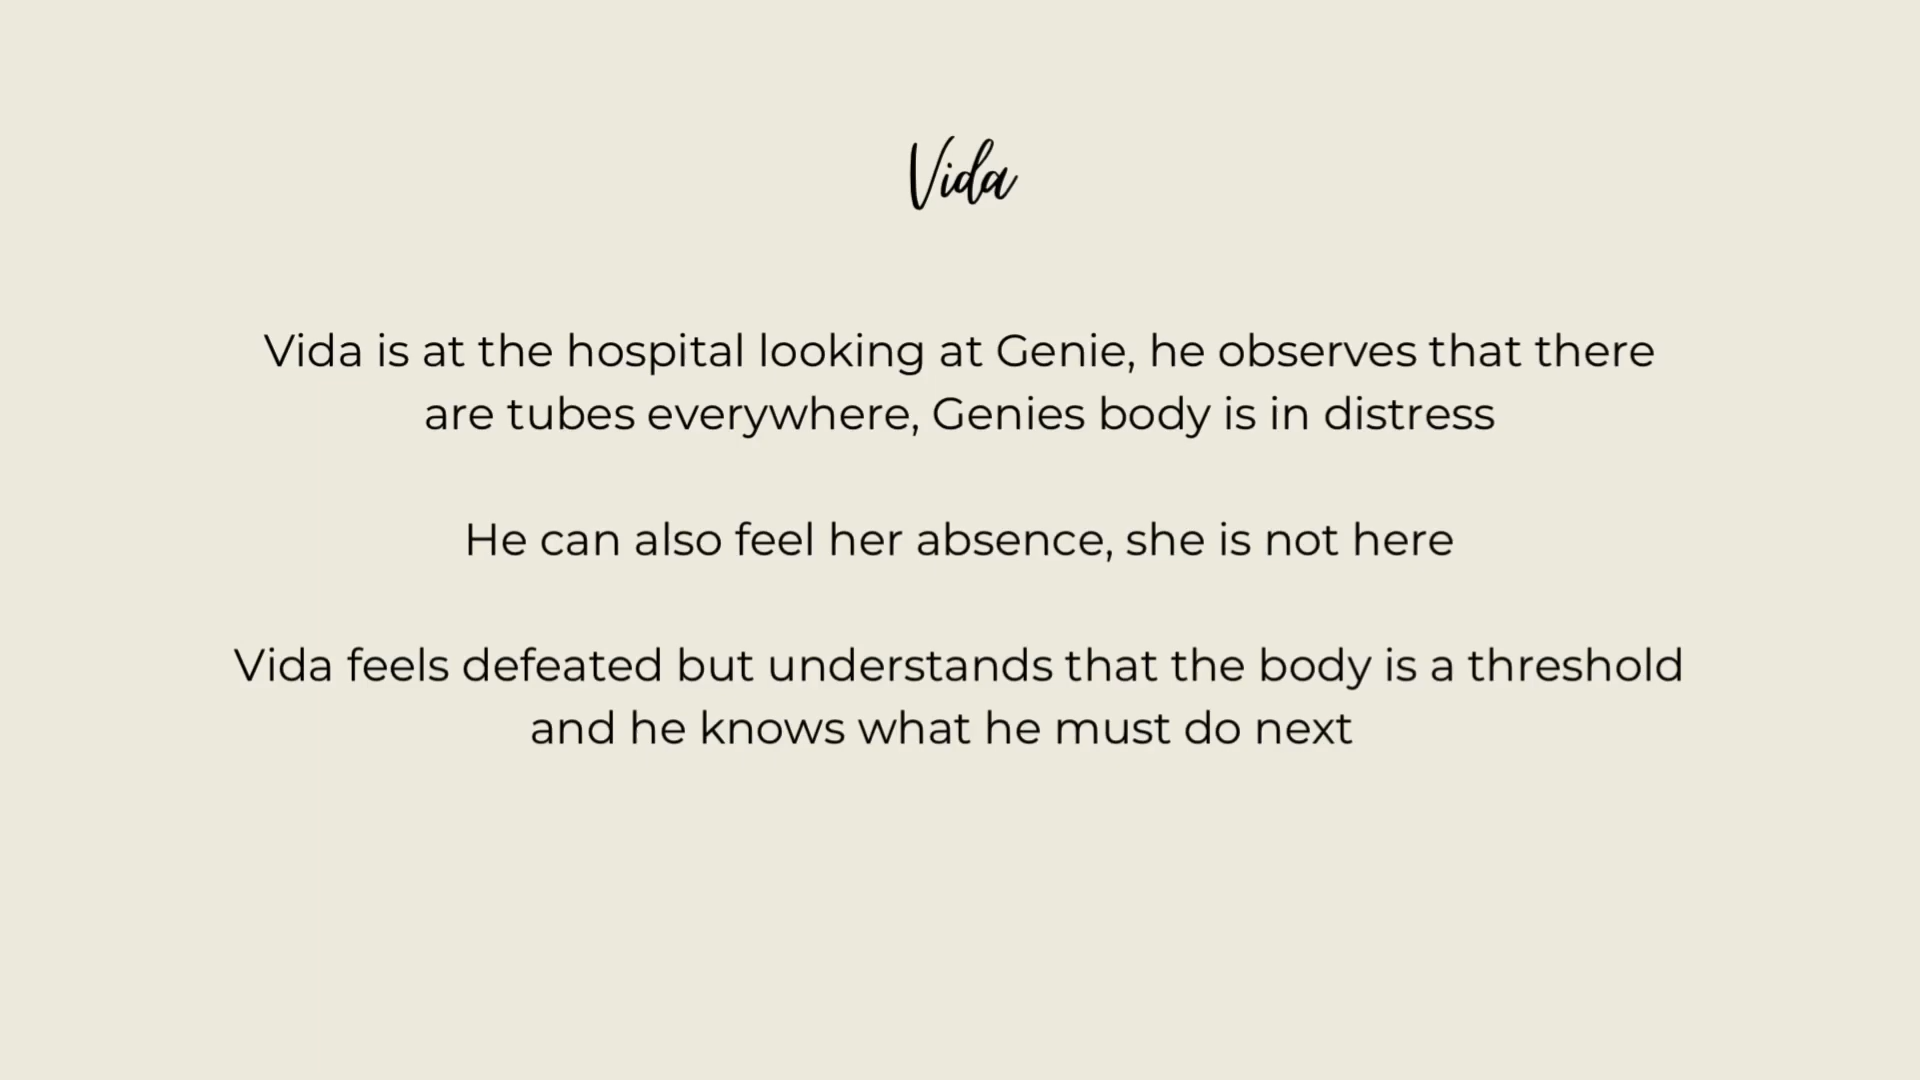 Vida
Vida is at the hospital looking at Genie, he observes that there
are tubes everywhere, Genies body is in distress
He can also feel her absence, she is not here
Vida feels defeated but understands that the body is a threshold
and he knows what he must do next